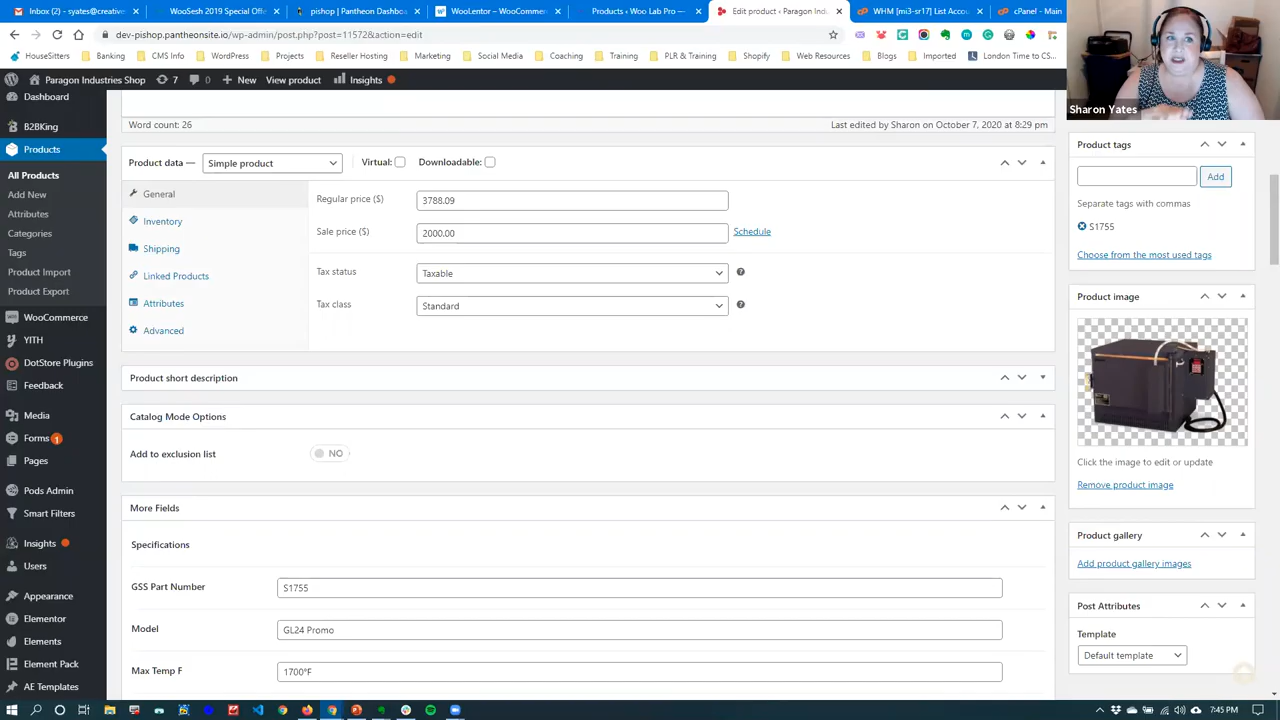 Inbox (2) - syates@creative
WooSesh 2019 Special Offer
pishop | Pantheon Dashboa
WooLentor – WooCommerc
Products ‹ Woo Lab Pro —
Edit product ‹ Paragon Indu
WHM [mi3-sr17] List Accou
cPanel - Main
dev-pishop.pantheonsite.io/wp-admin/post.php?post=11572&action=edit
HouseSitters
Banking
CMS Info
WordPress
Projects
Reseller Hosting
Marketing
Social Media
Coaching
Training
PLR & Training
Shopify
Web Resources
Blogs
Imported
London Time to CS...
Sharon Yates
Paragon Industries Shop
7
0
New
View product
Insights
Dashboard
B2BKing
Products
All Products
Add New
Attributes
Categories
Tags
Product Import
Product Export
WooCommerce
YITH
DotStore Plugins
Feedback
Media
Forms 1
Pages
Pods Admin
Smart Filters
Insights
Users
Appearance
Elementor
Elements
Element Pack
AE Templates
Word count: 26
Last edited by Sharon on October 7, 2020 at 8:29 pm
Product data —
Simple product
Virtual:
Downloadable:
General
Inventory
Shipping
Linked Products
Attributes
Advanced
Regular price ($)
3788.09
Sale price ($)
2000.00
Schedule
Tax status
Taxable
Tax class
Standard
Product short description
Catalog Mode Options
Add to exclusion list
NO
More Fields
Specifications
GSS Part Number
S1755
Model
GL24 Promo
Max Temp F
1700°F
Product tags
Add
Separate tags with commas
S1755
Choose from the most used tags
Product image
Click the image to edit or update
Remove product image
Product gallery
Add product gallery images
Post Attributes
Template
Default template
7:45 PM